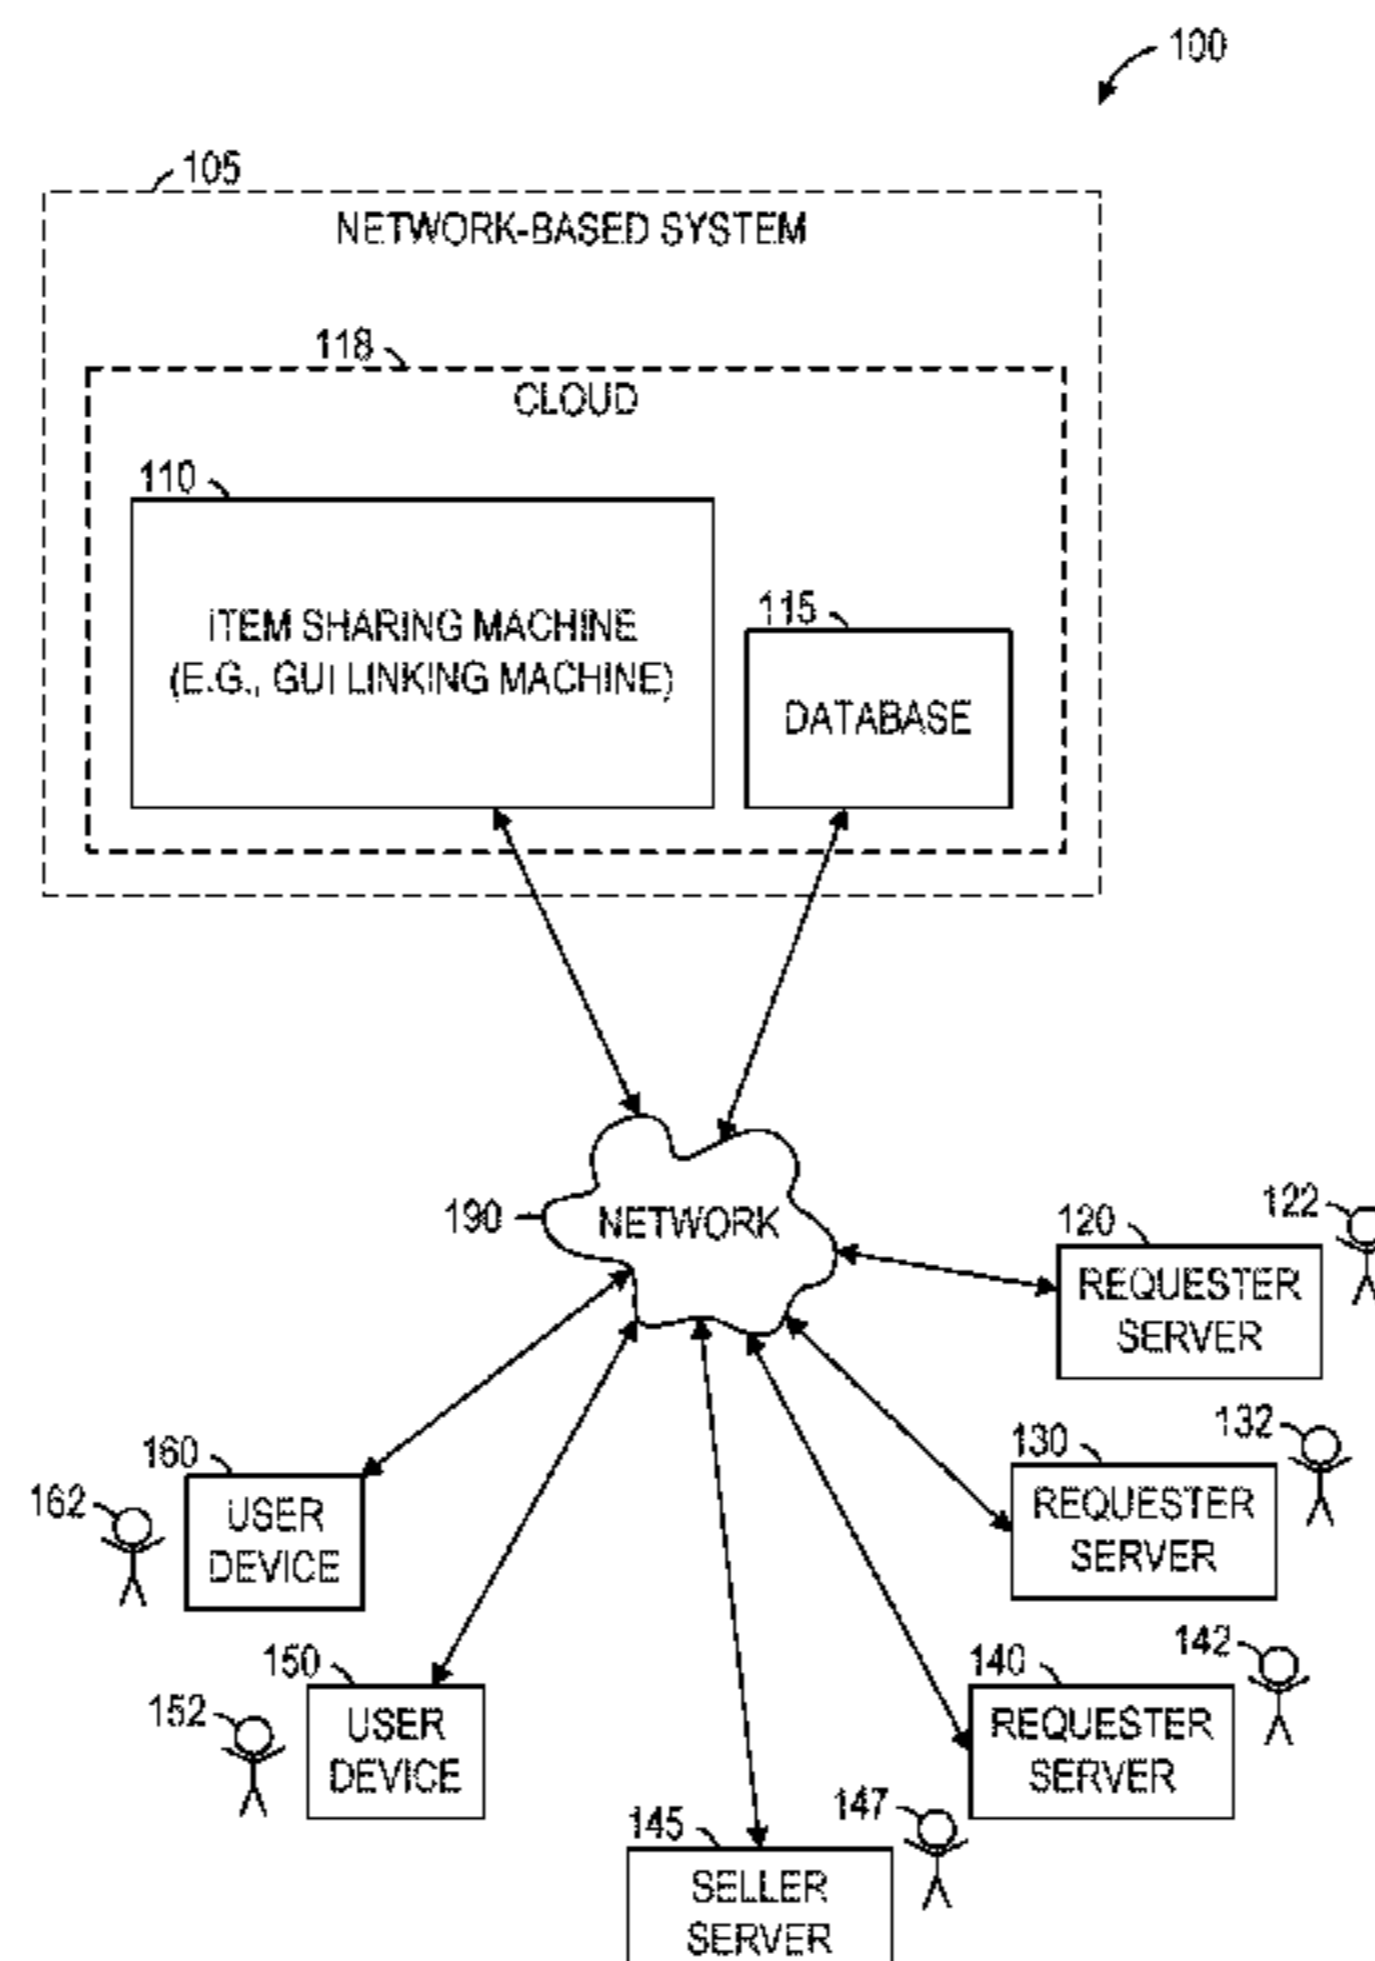 100
105
NETWORK-BASED SYSTEM
118
CLOUD
110
ITEM SHARING MACHINE
(E.G., GUI LINKING MACHINE)
115
DATABASE
190
NETWORK
120
122
REQUESTER
SERVER
130
132
REQUESTER
SERVER
160
162
USER
DEVICE
140
142
REQUESTER
SERVER
150
152
USER
DEVICE
145
147
SELLER
SERVER